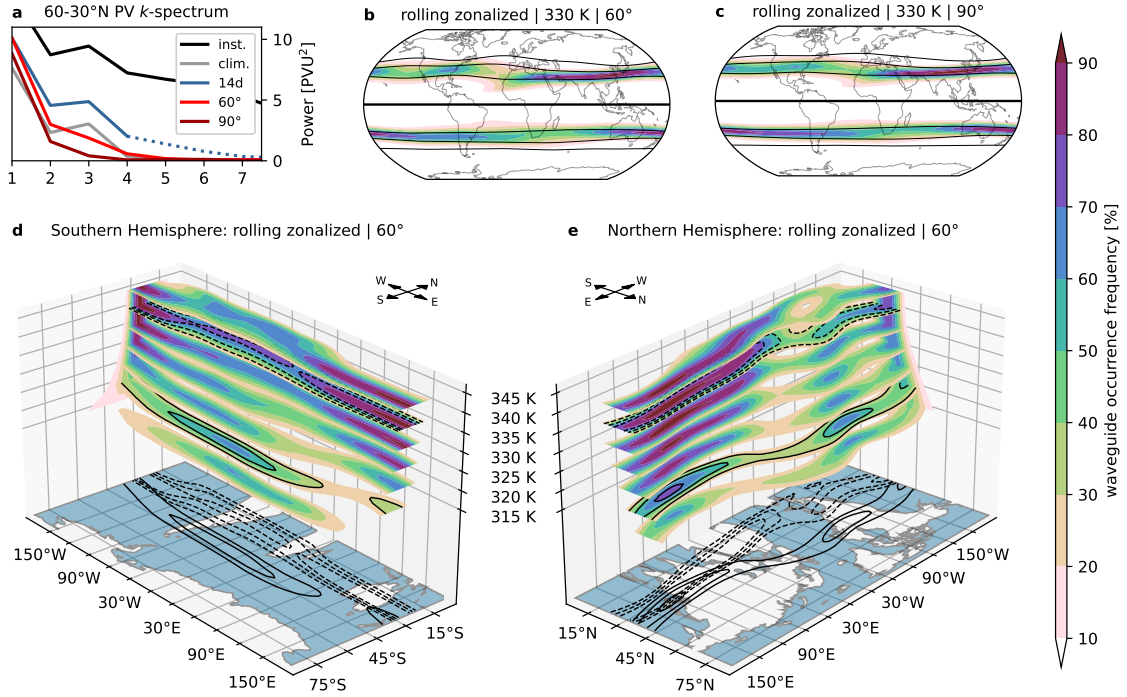 a 60-30°N PV k-spectrum
inst.
clim.
14d
60°
90°
10
5
0
Power [PVU²]
1 2 3 4 5 6 7
b rolling zonalized | 330 K | 60°
c rolling zonalized | 330 K | 90°
d Southern Hemisphere: rolling zonalized | 60°
W N
S E
345 K
340 K
335 K
330 K
325 K
320 K
315 K
150°W
90°W
30°W
30°E
90°E
150°E
15°S
45°S
75°S
e Northern Hemisphere: rolling zonalized | 60°
S W
E N
15°N
45°N
75°N
150°W
90°W
30°W
30°E
90°E
150°E
90
80
70
60
50
40
30
20
10
waveguide occurrence frequency [%]